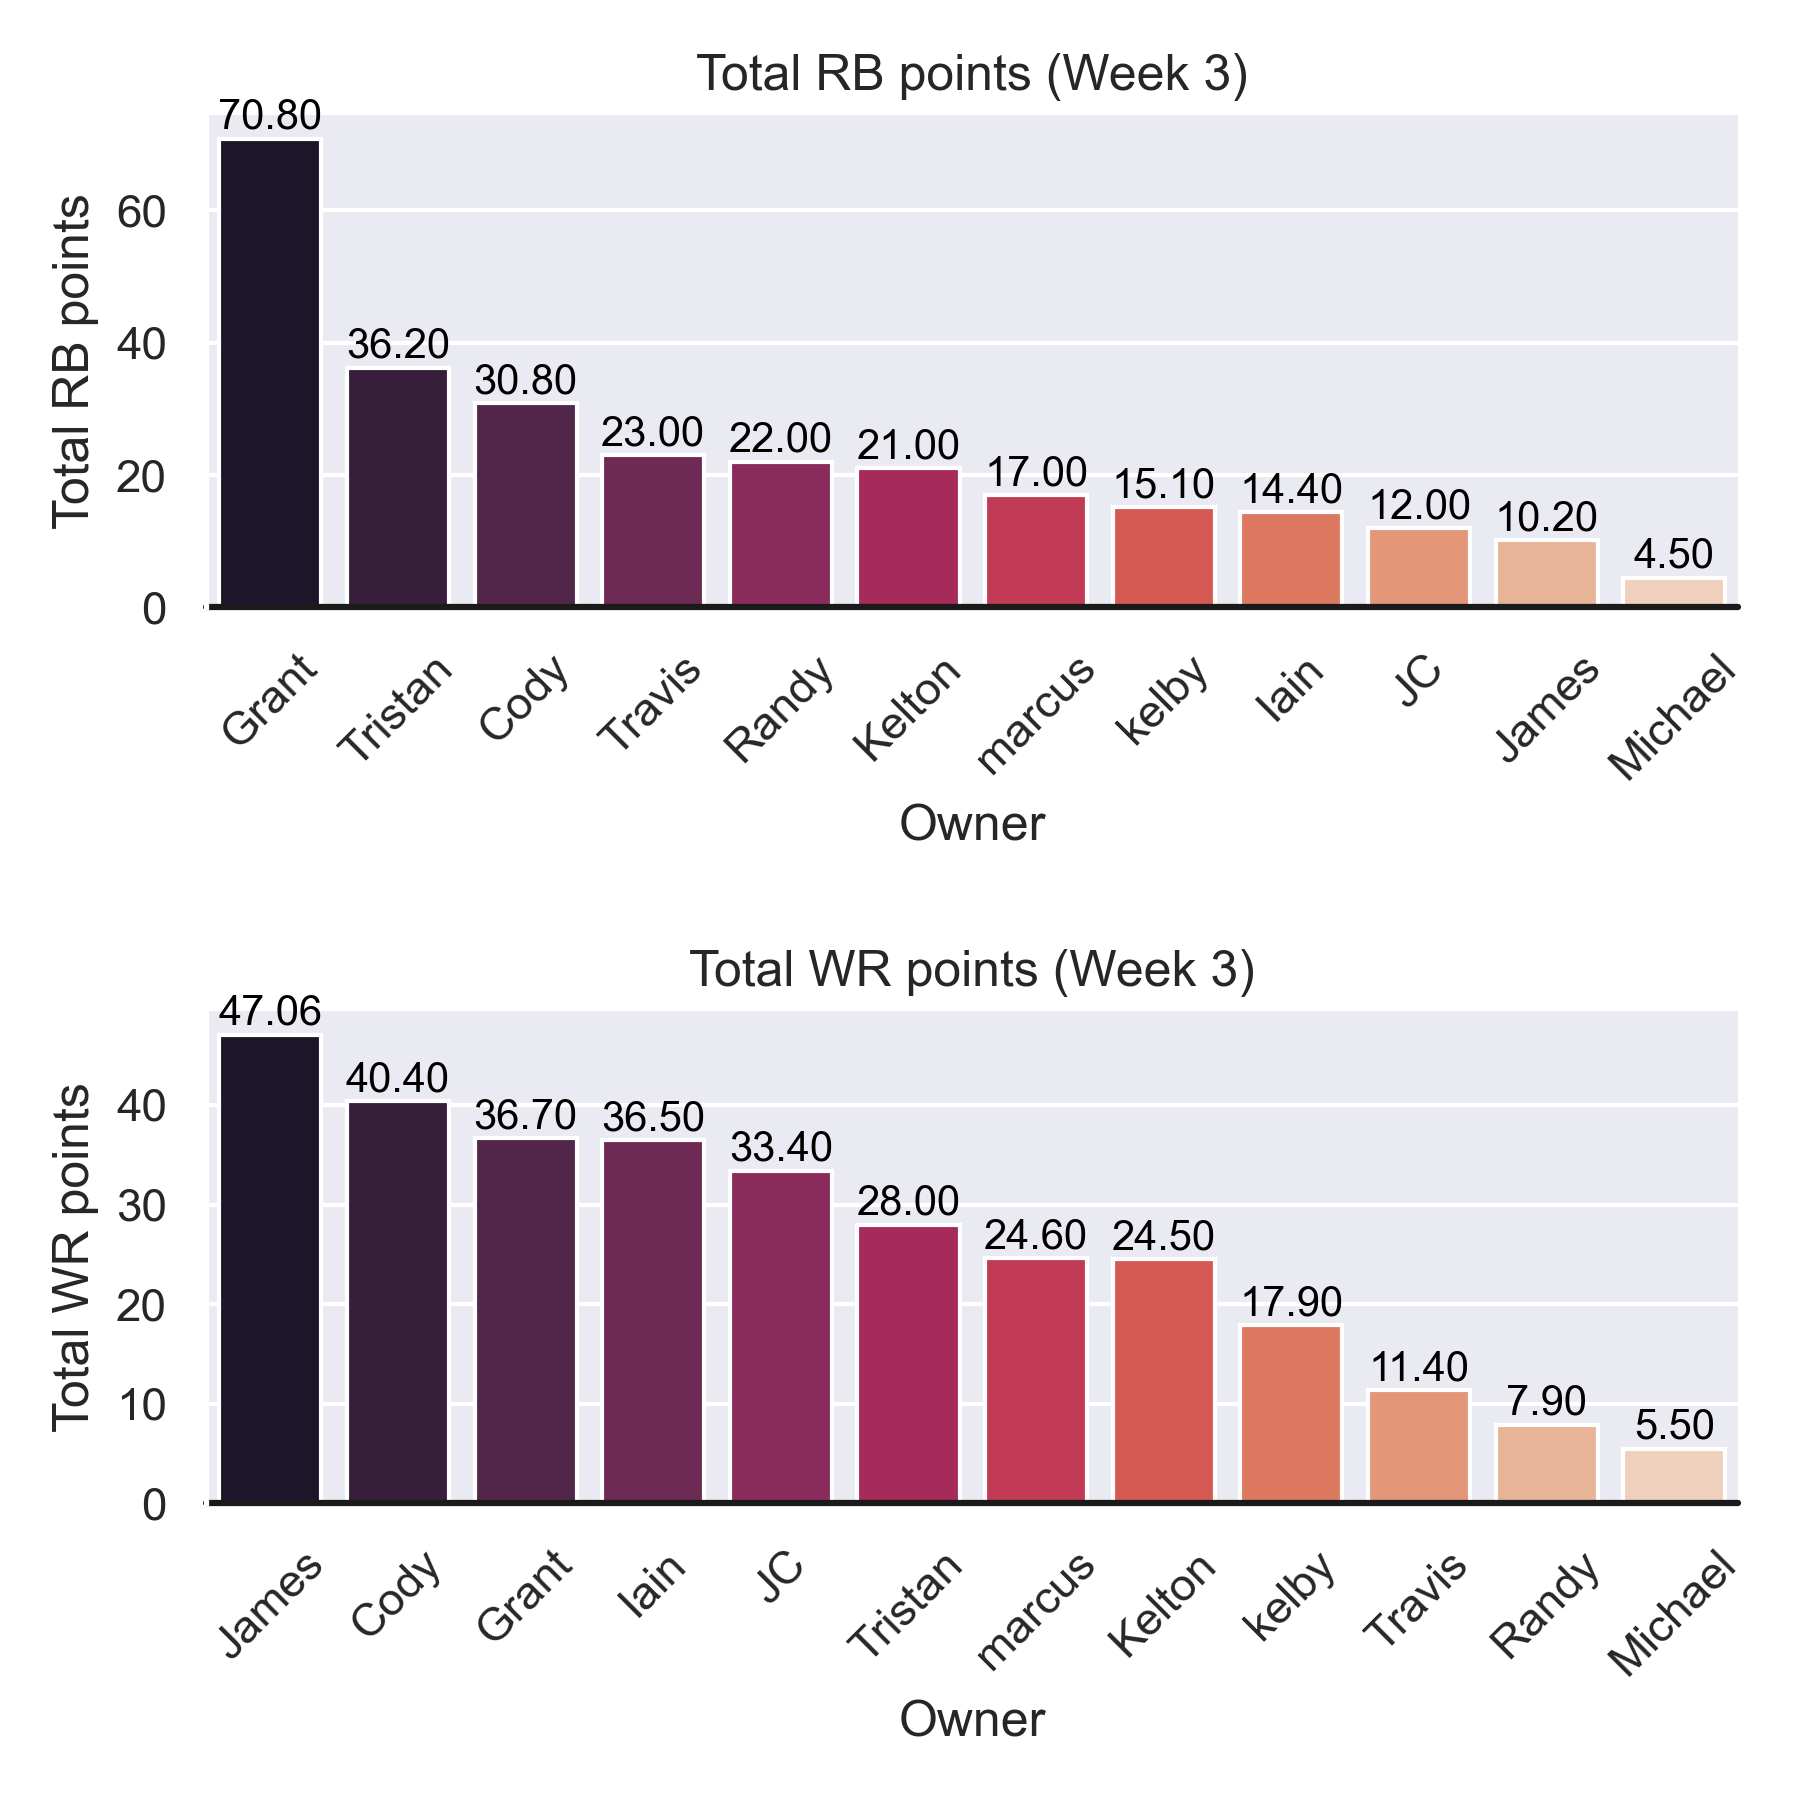 Total RB points (Week 3)
Total RB points
60
40
20
0
70.80
36.20
30.80
23.00
22.00
21.00
17.00
15.10
14.40
12.00
10.20
4.50
Grant
Tristan
Cody
Travis
Randy
Kelton
marcus
kelby
Iain
JC
James
Michael
Owner
Total WR points (Week 3)
Total WR points
40
30
20
10
0
47.06
40.40
36.70
36.50
33.40
28.00
24.60
24.50
17.90
11.40
7.90
5.50
James
Cody
Grant
Iain
JC
Tristan
marcus
Kelton
kelby
Travis
Randy
Michael
Owner